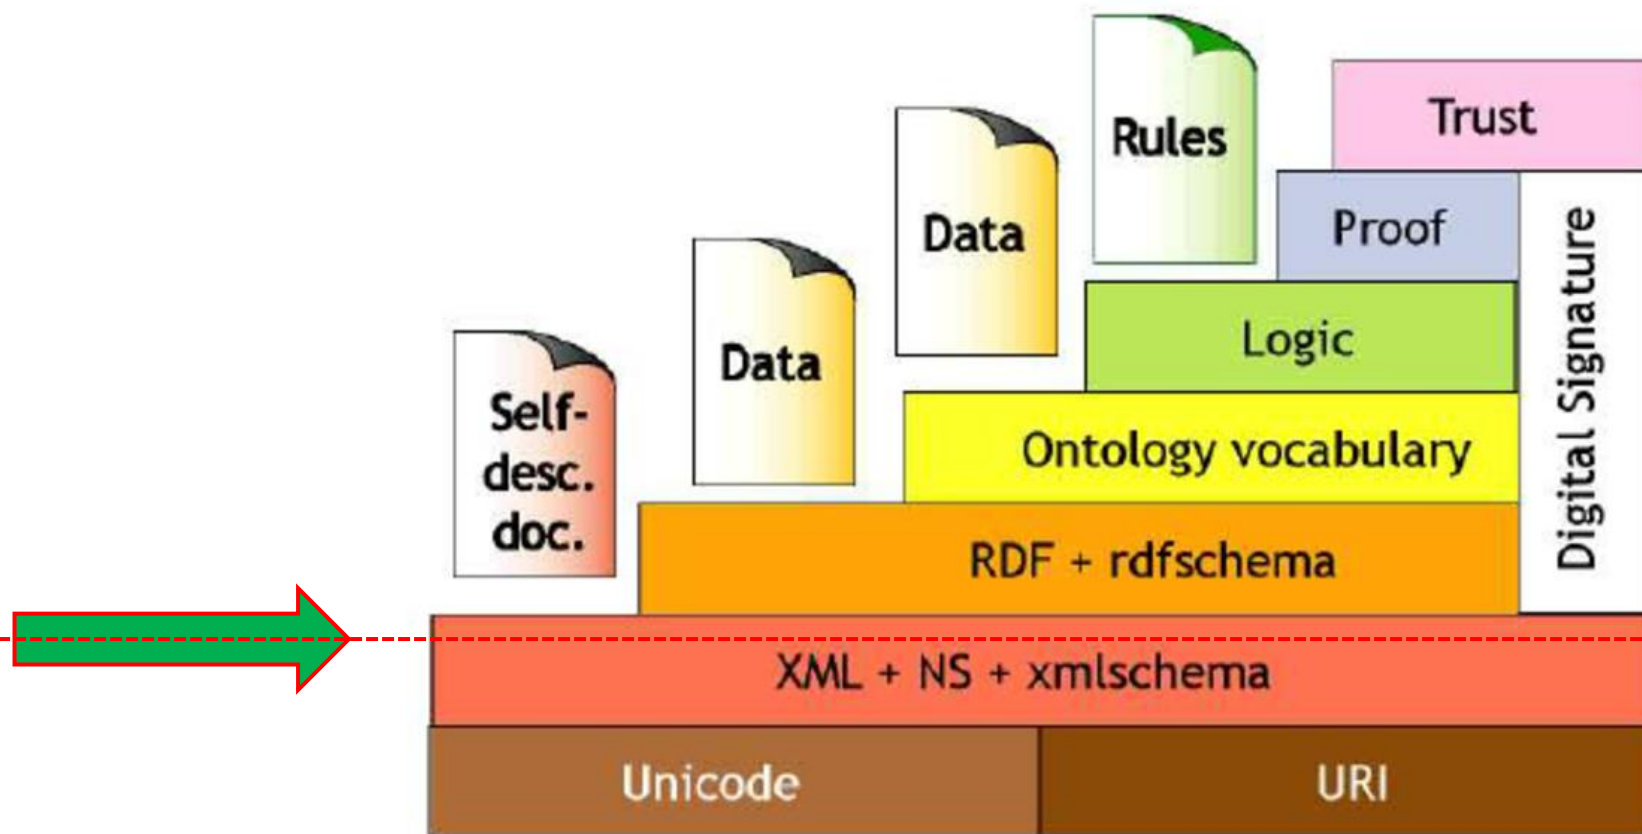 Rules
Trust
Data
Proof
Data
Logic
Digital Signature
Self-
desc.
doc.
Ontology vocabulary
RDF + rdfschema
XML + NS + xmlschema
Unicode
URI